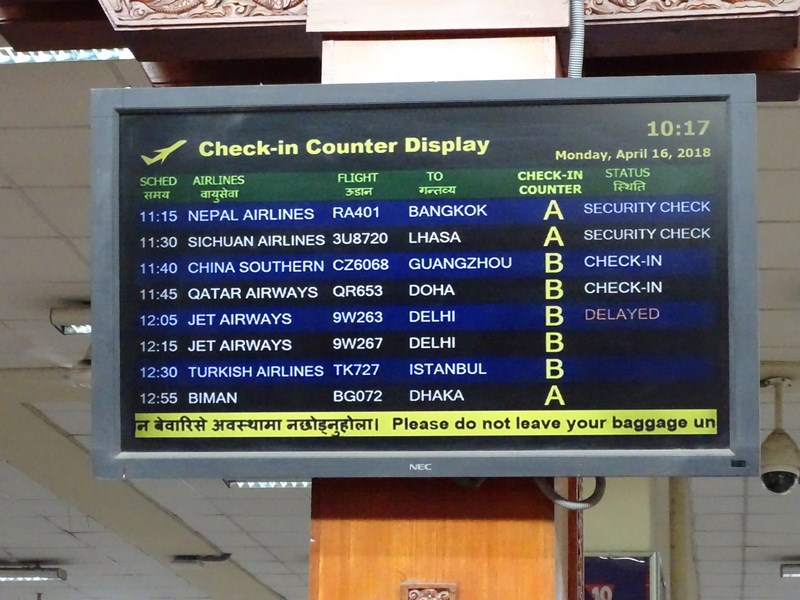 10:17
Check-in Counter Display
Monday, April 16, 2018
SCHED AIRLINES FLIGHT TO CHECK-IN COUNTER STATUS
समय वायुसेवा उडान गन्तव्य स्थिति
11:15 NEPAL AIRLINES RA401 BANGKOK A SECURITY CHECK
11:30 SICHUAN AIRLINES 3U8720 LHASA A SECURITY CHECK
11:40 CHINA SOUTHERN CZ6068 GUANGZHOU B CHECK-IN
11:45 QATAR AIRWAYS QR653 DOHA B CHECK-IN
12:05 JET AIRWAYS 9W263 DELHI B DELAYED
12:15 JET AIRWAYS 9W267 DELHI B
12:30 TURKISH AIRLINES TK727 ISTANBUL B
12:55 BIMAN BG072 DHAKA A
न बेवारिसे अवस्थामा नछोड्नुहोला। Please do not leave your baggage un
NEC
10